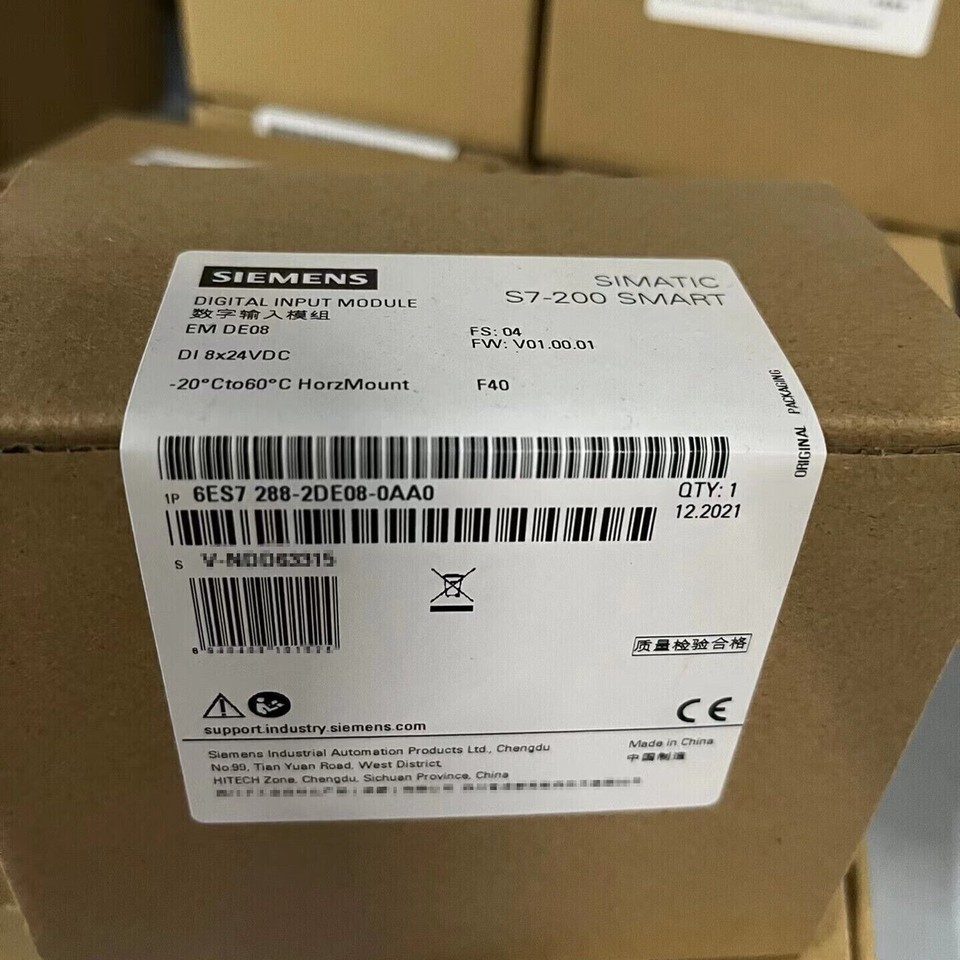 SIEMENS
SIMATIC
S7-200 SMART
DIGITAL INPUT MODULE
数字输入模组
EM DE08
FS: 04
FW: V01.00.01
DI 8x24VDC
-20°Cto60°C HorzMount
F40
ORIGINAL PACKAGING
1P 6ES7 288-2DE08-0AA0
QTY: 1
12.2021
S
质量检验合格
CE
support.industry.siemens.com
Siemens Industrial Automation Products Ltd., Chengdu
No.99, Tian Yuan Road, West District,
HITECH Zone, Chengdu, Sichuan Province, China
Made in China
中国制造